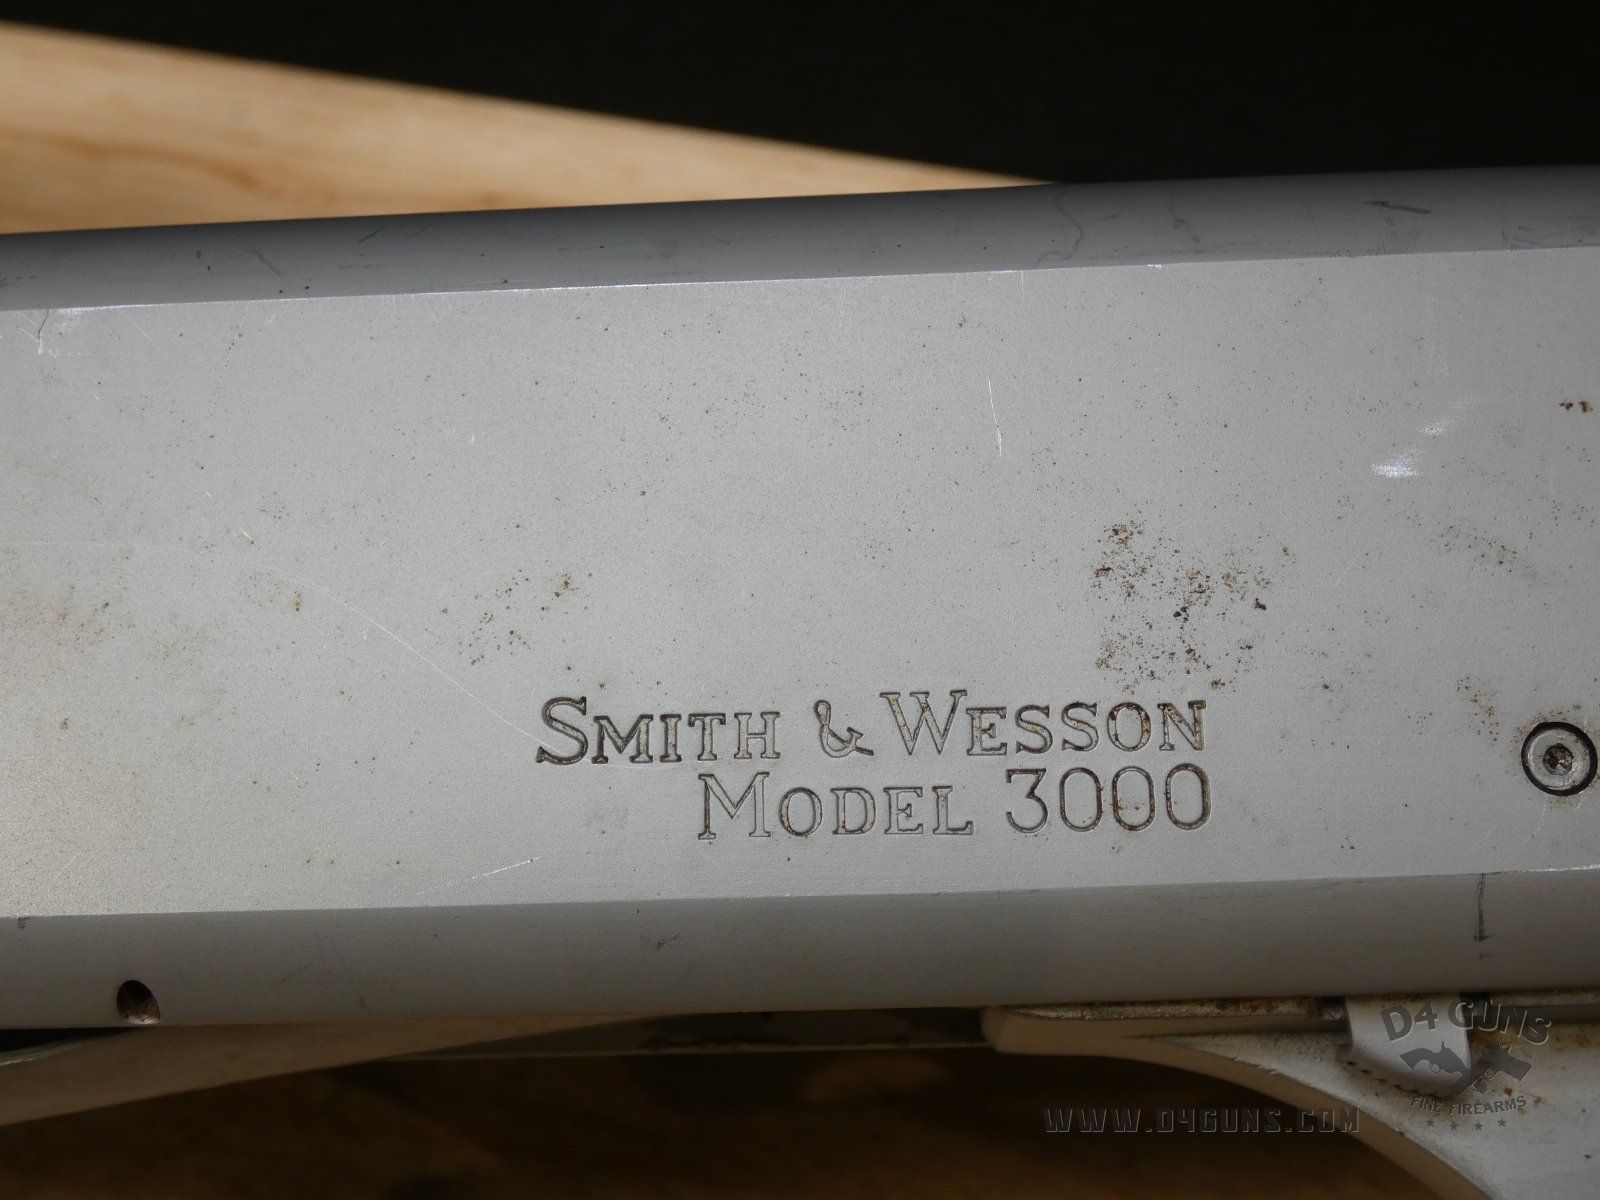 SMITH & WESSON
MODEL 3000
D4 GUNS
FINE FIREARMS
WWW.D4GUNS.COM